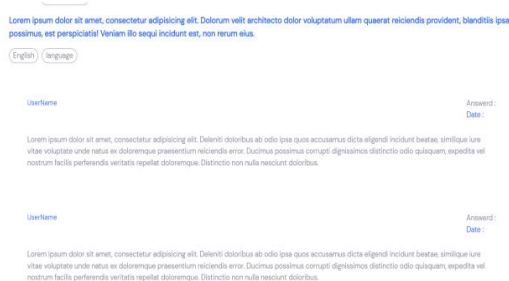 Lorem ipsum dolor sit amet, consectetur adipisicing elit. Dolorum velit architecto dolor voluptatum ullam quaerat reiciendis provident, blanditiis ipsa
possimus, est perspiciatis! Veniam illo sequi incidunt est, non rerum eius.
English language
UserName Answerd :
Date :
Lorem ipsum dolor sit amet, consectetur adipisicing elit. Deleniti doloribus ab odio ipsa quos accusamus dicta eligendi incidunt beatae, similique iure
vitae voluptate unde natus ex doloremque praesentium reiciendis error. Ducimus possimus corrupti dignissimos distinctio odio quisquam, expedita vel
nostrum facilis perferendis veritatis repellat doloremque. Distinctio non nulla nesciunt doloribus.
UserName Answerd :
Date :
Lorem ipsum dolor sit amet, consectetur adipisicing elit. Deleniti doloribus ab odio ipsa quos accusamus dicta eligendi incidunt beatae, similique iure
vitae voluptate unde natus ex doloremque praesentium reiciendis error. Ducimus possimus corrupti dignissimos distinctio odio quisquam, expedita vel
nostrum facilis perferendis veritatis repellat doloremque. Distinctio non nulla nesciunt doloribus.